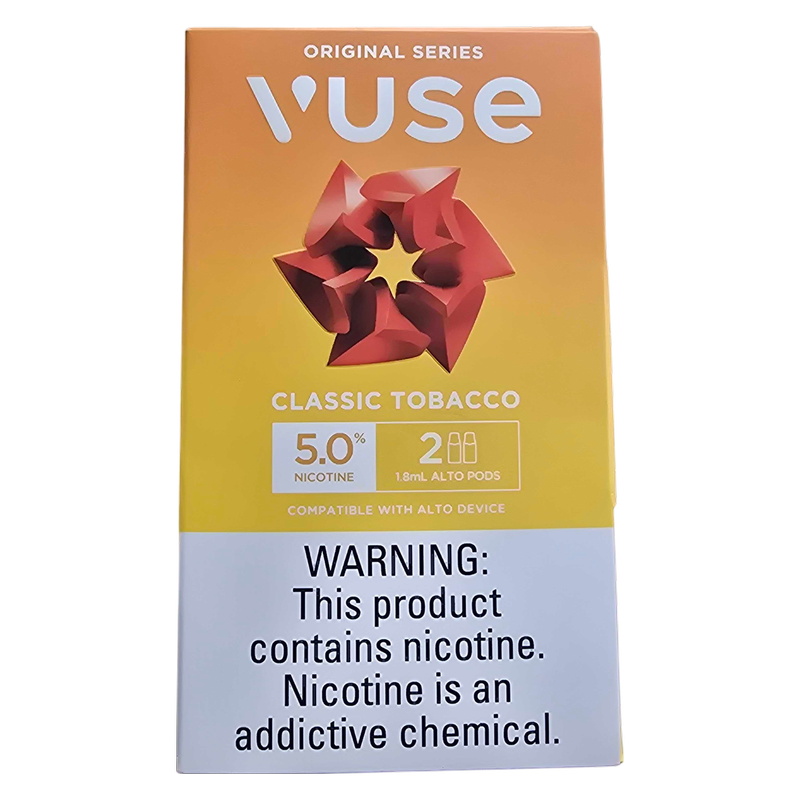 ORIGINAL SERIES
vuse
CLASSIC TOBACCO
5.0%
NICOTINE
2
1.8mL ALTO PODS
COMPATIBLE WITH ALTO DEVICE
WARNING:
This product
contains nicotine.
Nicotine is an
addictive chemical.